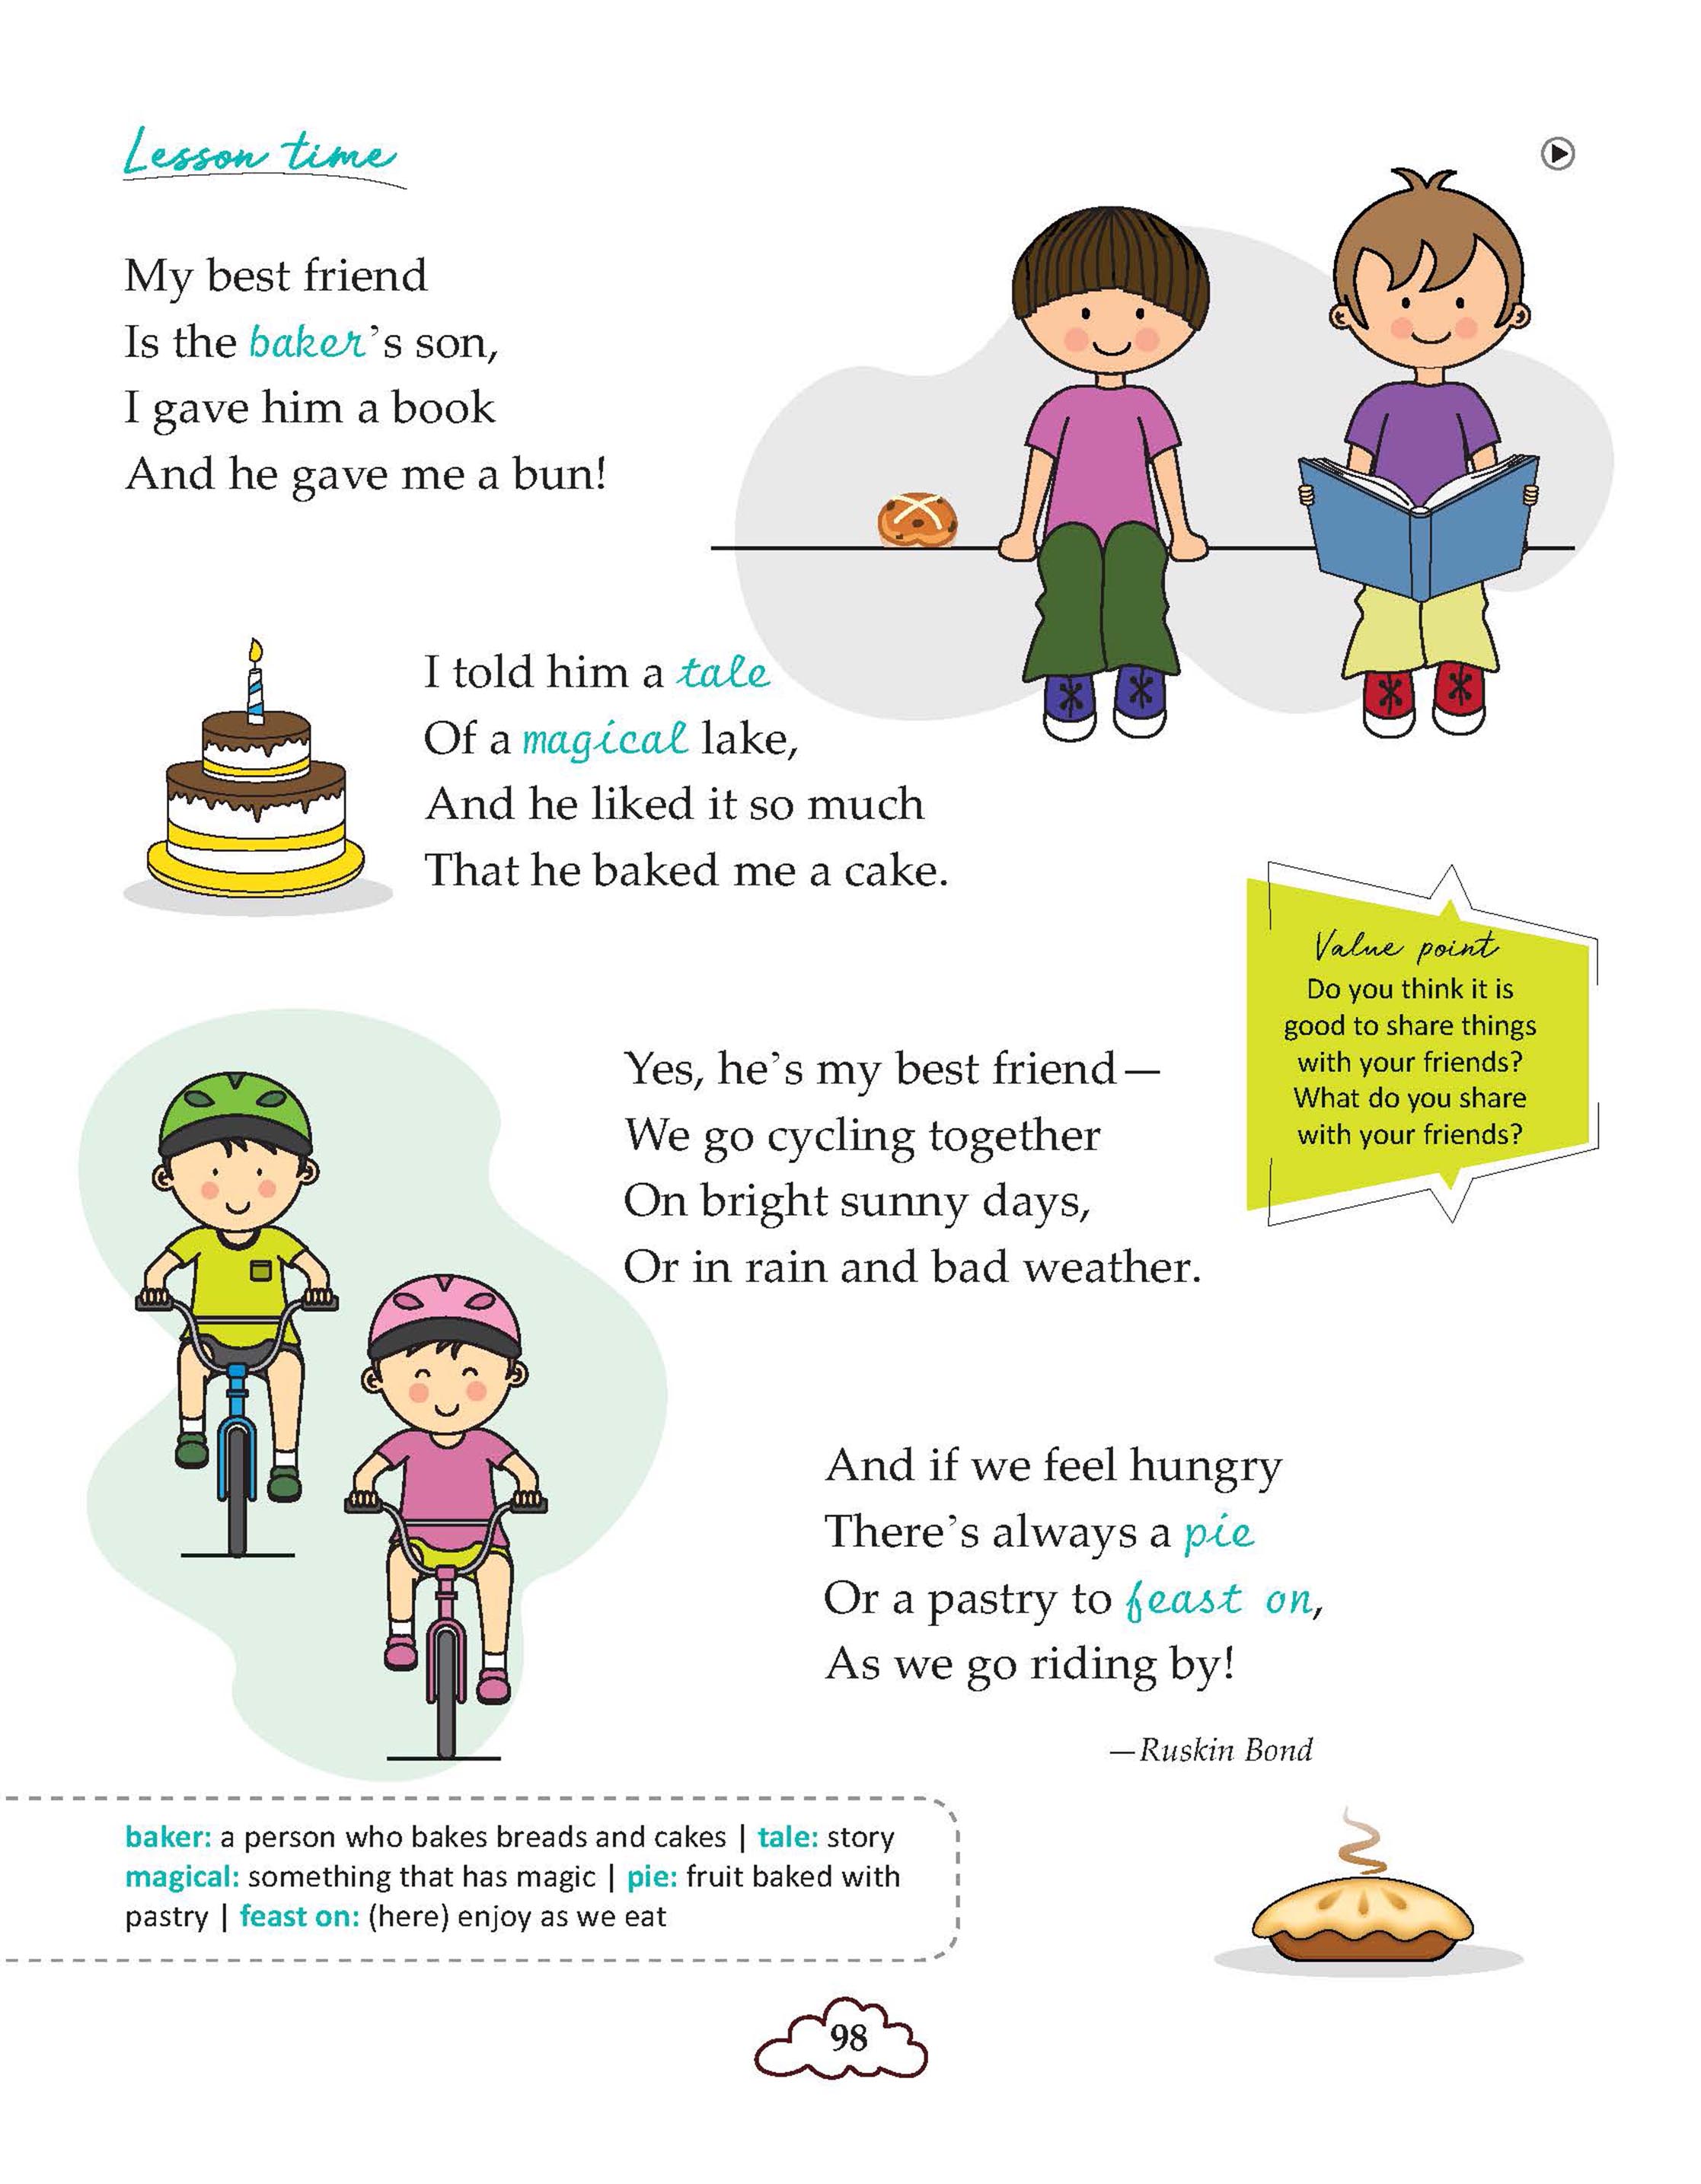 Lesson time
My best friend
Is the baker's son,
I gave him a book
And he gave me a bun!
I told him a tale
Of a magical lake,
And he liked it so much
That he baked me a cake.
Value point
Do you think it is
good to share things
with your friends?
What do you share
with your friends?
Yes, he's my best friend—
We go cycling together
On bright sunny days,
Or in rain and bad weather.
And if we feel hungry
There's always a pie
Or a pastry to feast on,
As we go riding by!
—Ruskin Bond
baker: a person who bakes breads and cakes | tale: story
magical: something that has magic | pie: fruit baked with
pastry | feast on: (here) enjoy as we eat
98